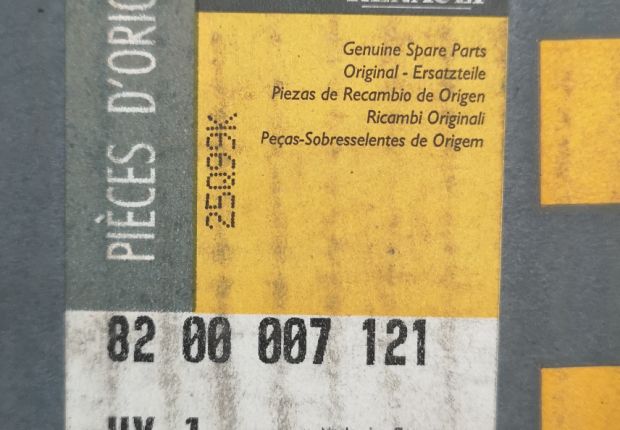 Genuine Spare Parts
Original - Ersatzteile
Piezas de Recambio de Origen
Ricambi Originali
Peças-Sobresselentes de Origem
PIÈCES D'ORIG
25Q99K
82 00 007 121